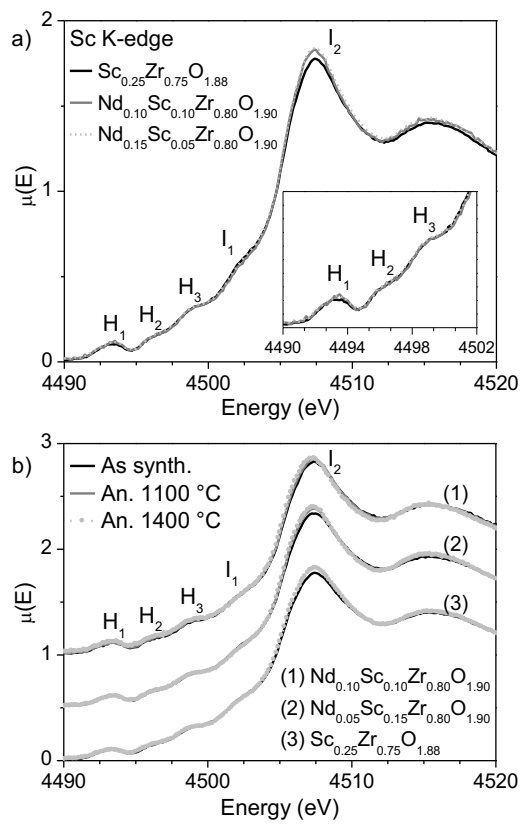 a)
Sc K-edge
Sc0.25Zr0.75O1.88
Nd0.10Sc0.10Zr0.80O1.90
Nd0.15Sc0.05Zr0.80O1.90
I2
I1
H3
H2
H1
H3
H2
H1
4490 4494 4498 4502
2
1
0
μ(E)
4490 4500 4510 4520
Energy (eV)
b)
As synth.
An. 1100 °C
An. 1400 °C
I2
(1)
(2)
(3)
I1
H3
H2
H1
(1) Nd0.10Sc0.10Zr0.80O1.90
(2) Nd0.05Sc0.15Zr0.80O1.90
(3) Sc0.25Zr0.75O1.88
3
2
1
0
μ(E)
4490 4500 4510 4520
Energy (eV)